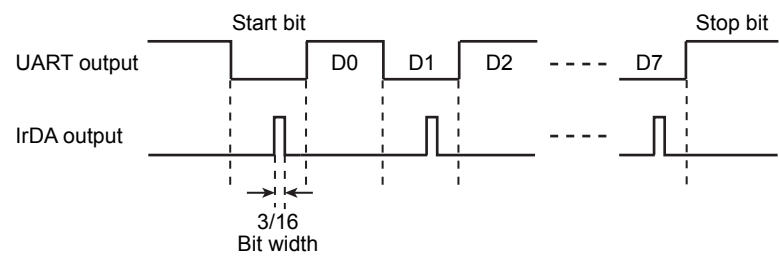 Start bit
Stop bit
UART output
D0
D1
D2
D7
IrDA output
3/16
Bit width